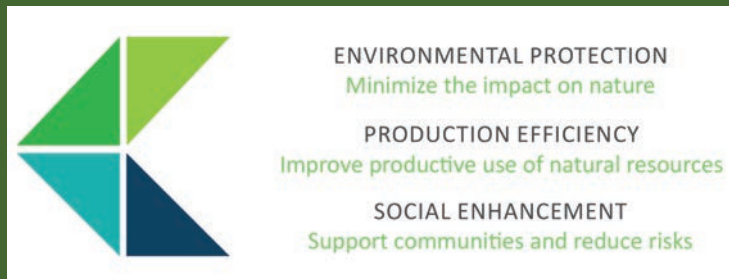 ENVIRONMENTAL PROTECTION
Minimize the impact on nature
PRODUCTION EFFICIENCY
Improve productive use of natural resources
SOCIAL ENHANCEMENT
Support communities and reduce risks